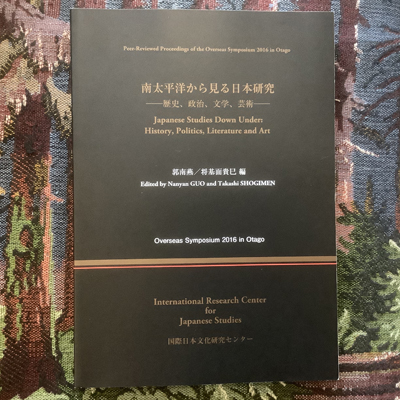 Peer-Reviewed Proceedings of the Overseas Symposium 2016 in Otago
南太平洋から見る日本研究
——歴史、政治、文学、芸術——
Japanese Studies Down Under:
History, Politics, Literature and Art
郭南燕／将基面貴巳 編
Edited by Nanyan GUO and Takashi SHOGIMEN
Overseas Symposium 2016 in Otago
International Research Center
for
Japanese Studies
国際日本文化研究センター